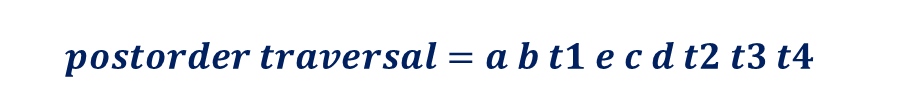 postorder traversal = a b t1 e c d t2 t3 t4